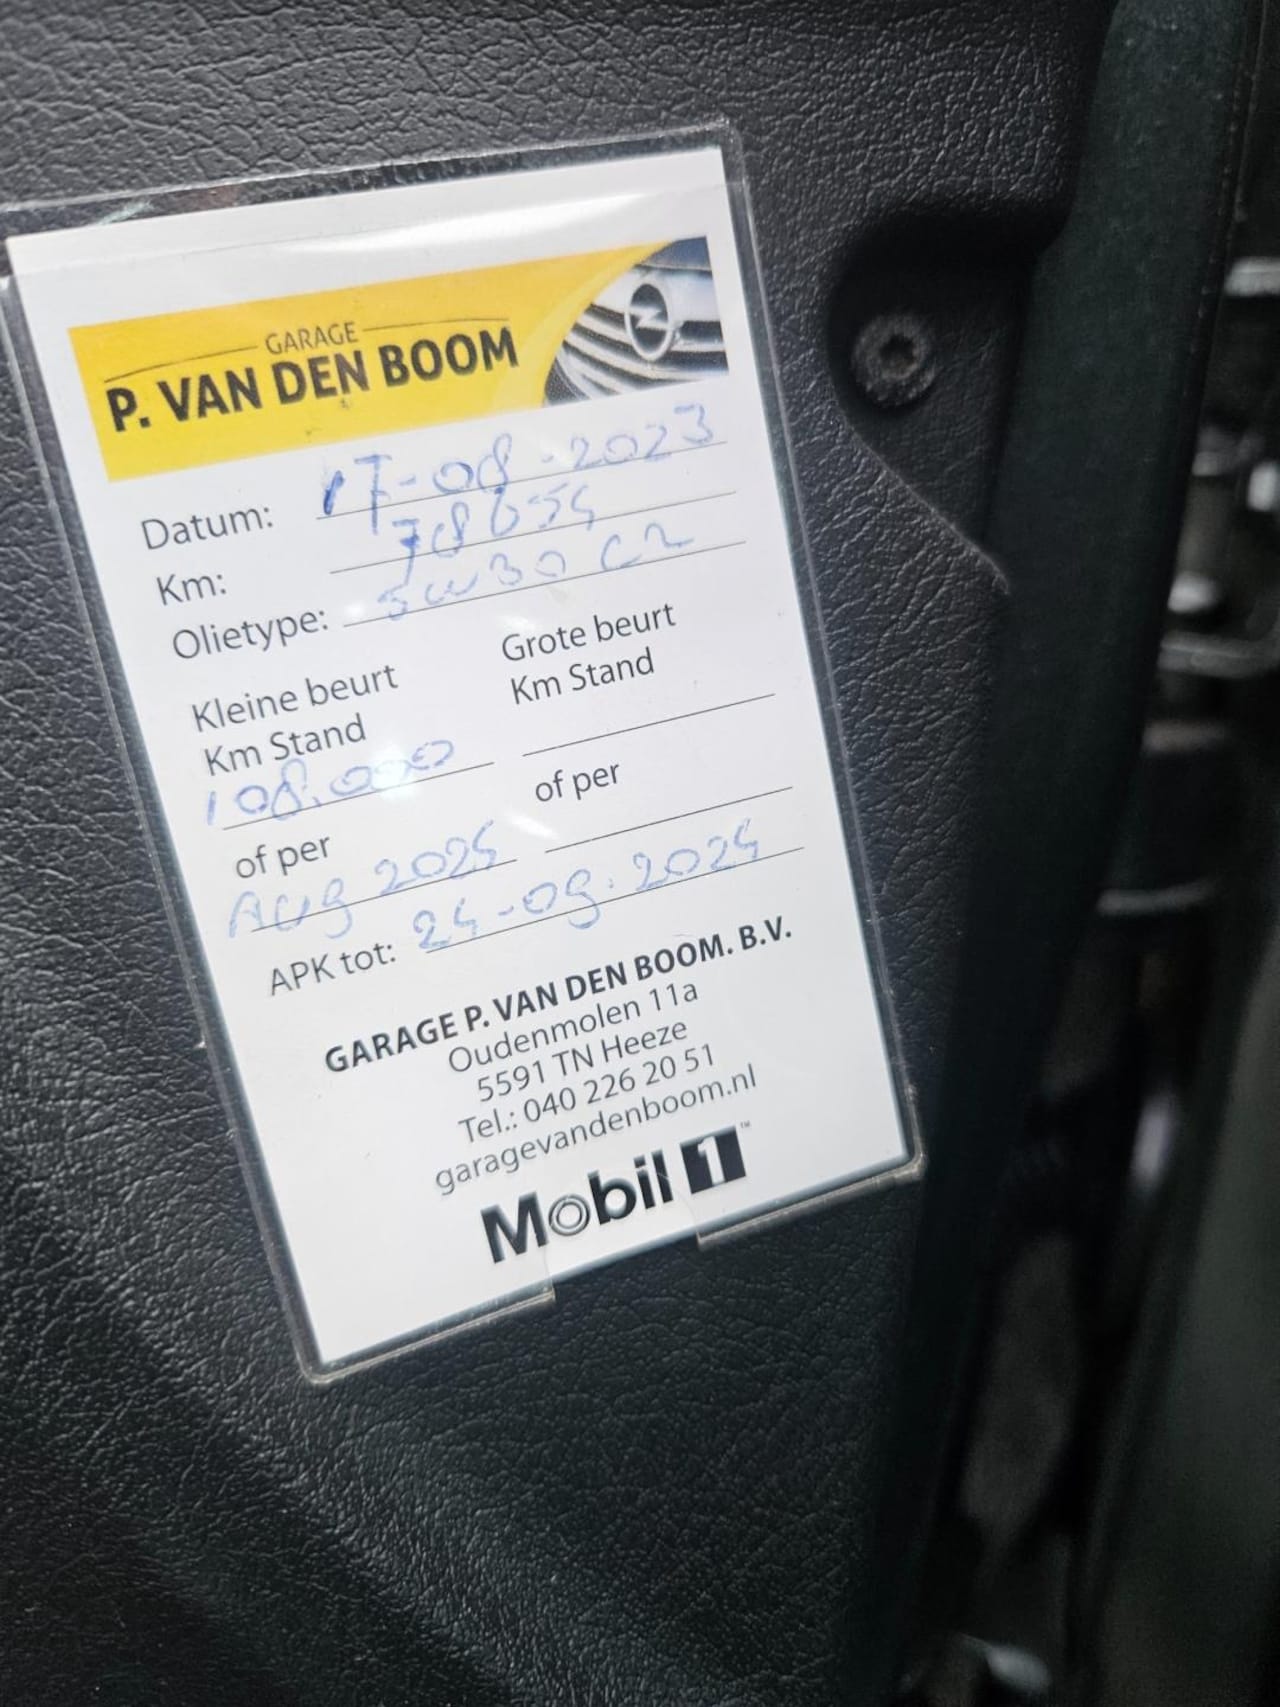 GARAGE
P. VAN DEN BOOM
Datum: 17-08-2023
Km: 78654
Olietype: 5W30 C2
Kleine beurt
Km Stand
108.000
of per
Aug 2025
Grote beurt
Km Stand
of per
APK tot: 24-09-2024
GARAGE P. VAN DEN BOOM. B.V.
Oudenmolen 11a
5591 TN Heeze
Tel.: 040 226 20 51
garagevandenboom.nl
Mobil 1™